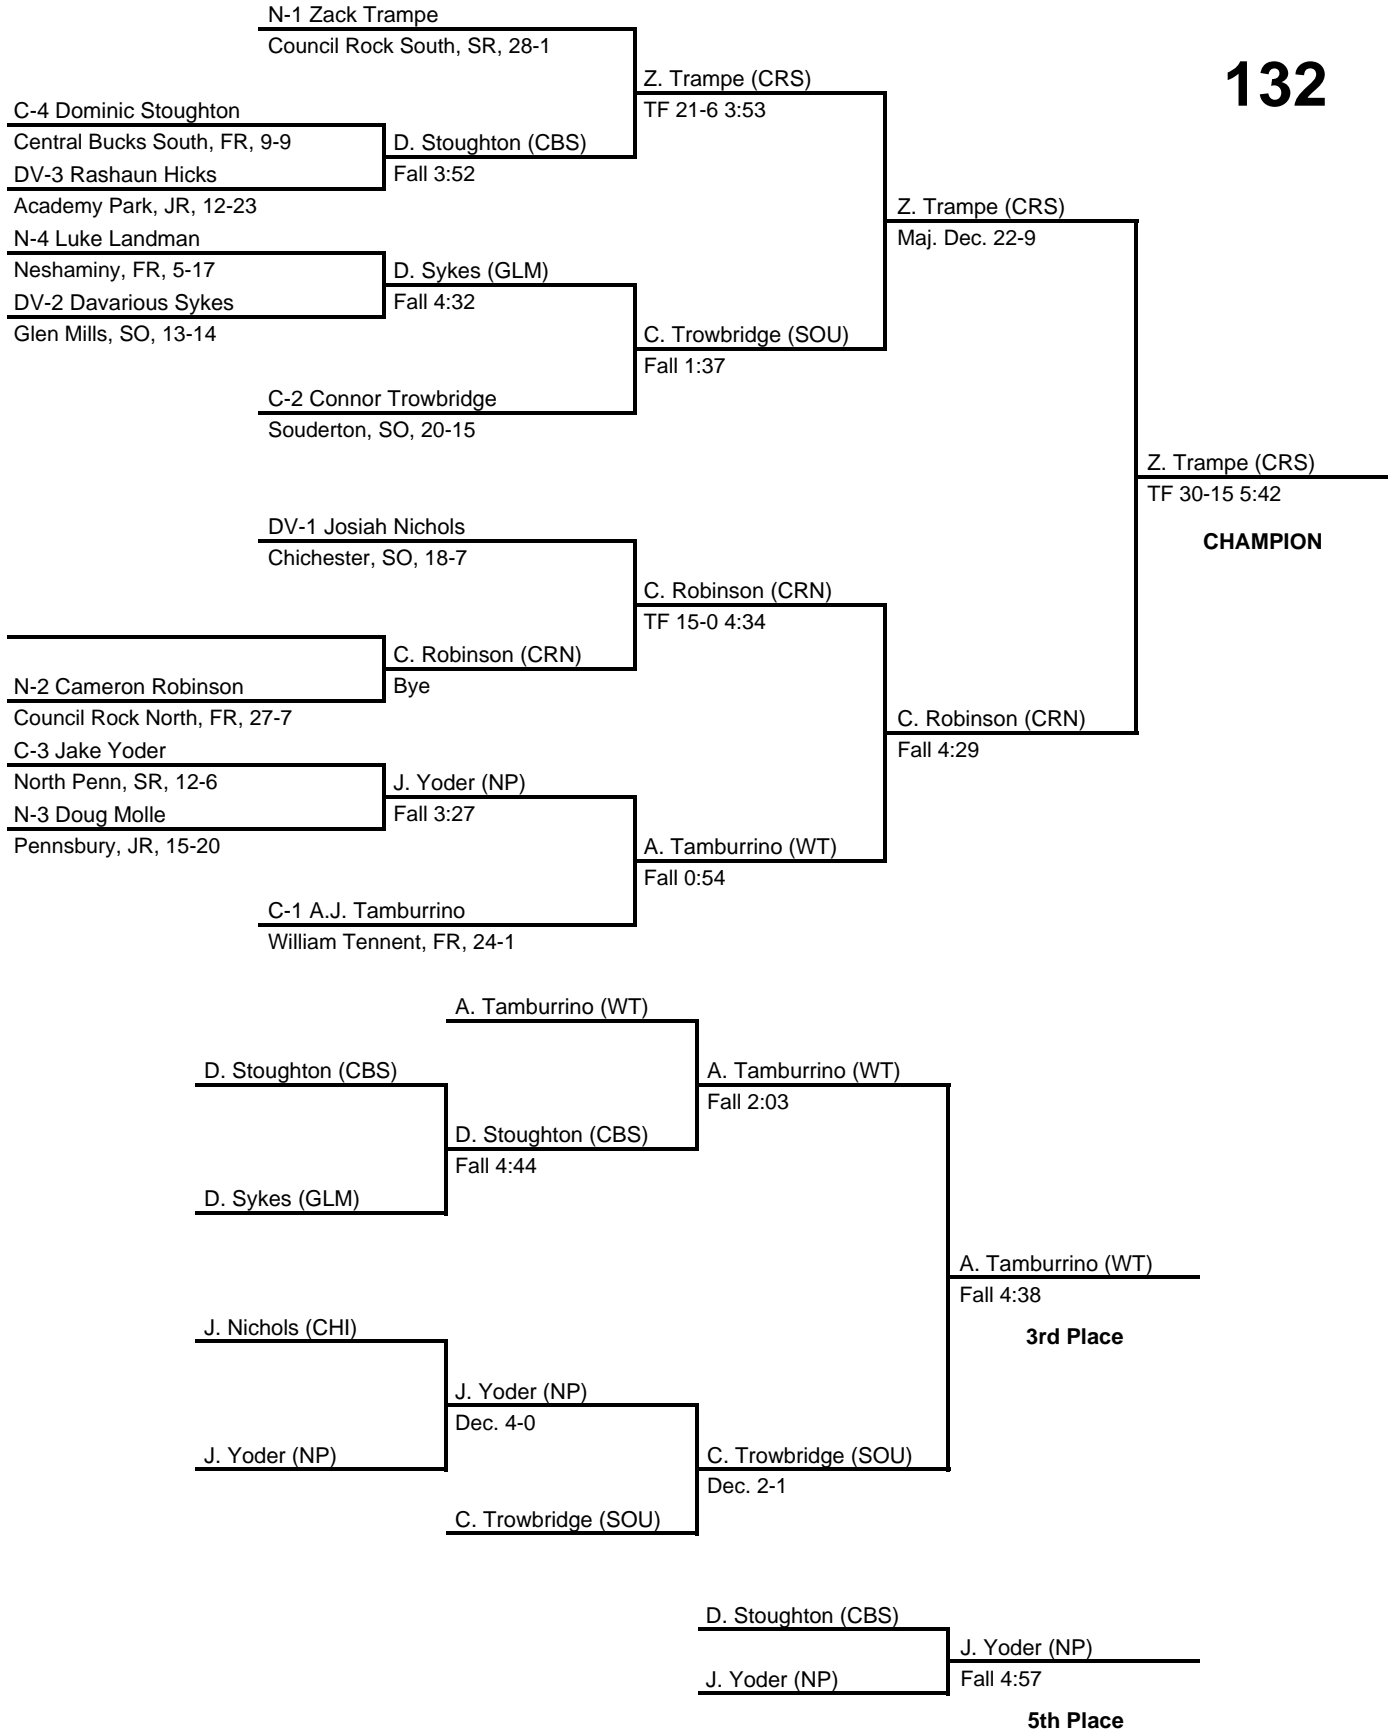 N-1 Zack Trampe
Council Rock South, SR, 28-1
132
Z. Trampe (CRS)
TF 21-6 3:53
C-4 Dominic Stoughton
Central Bucks South, FR, 9-9
D. Stoughton (CBS)
Fall 3:52
DV-3 Rashaun Hicks
Academy Park, JR, 12-23
Z. Trampe (CRS)
Maj. Dec. 22-9
N-4 Luke Landman
Neshaminy, FR, 5-17
D. Sykes (GLM)
Fall 4:32
DV-2 Davarious Sykes
Glen Mills, SO, 13-14
C. Trowbridge (SOU)
Fall 1:37
C-2 Connor Trowbridge
Souderton, SO, 20-15
Z. Trampe (CRS)
TF 30-15 5:42
CHAMPION
DV-1 Josiah Nichols
Chichester, SO, 18-7
C. Robinson (CRN)
TF 15-0 4:34
C. Robinson (CRN)
Bye
N-2 Cameron Robinson
Council Rock North, FR, 27-7
C. Robinson (CRN)
Fall 4:29
C-3 Jake Yoder
North Penn, SR, 12-6
J. Yoder (NP)
Fall 3:27
N-3 Doug Molle
Pennsbury, JR, 15-20
A. Tamburrino (WT)
Fall 0:54
C-1 A.J. Tamburrino
William Tennent, FR, 24-1
A. Tamburrino (WT)
D. Stoughton (CBS)
A. Tamburrino (WT)
Fall 2:03
D. Stoughton (CBS)
Fall 4:44
D. Sykes (GLM)
A. Tamburrino (WT)
Fall 4:38
3rd Place
J. Nichols (CHI)
J. Yoder (NP)
Dec. 4-0
J. Yoder (NP)
C. Trowbridge (SOU)
Dec. 2-1
C. Trowbridge (SOU)
D. Stoughton (CBS)
J. Yoder (NP)
Fall 4:57
J. Yoder (NP)
5th Place